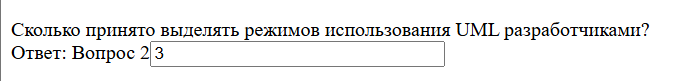 Сколько принято выделять режимов использования UML разработчиками?
Ответ: Вопрос 2 3